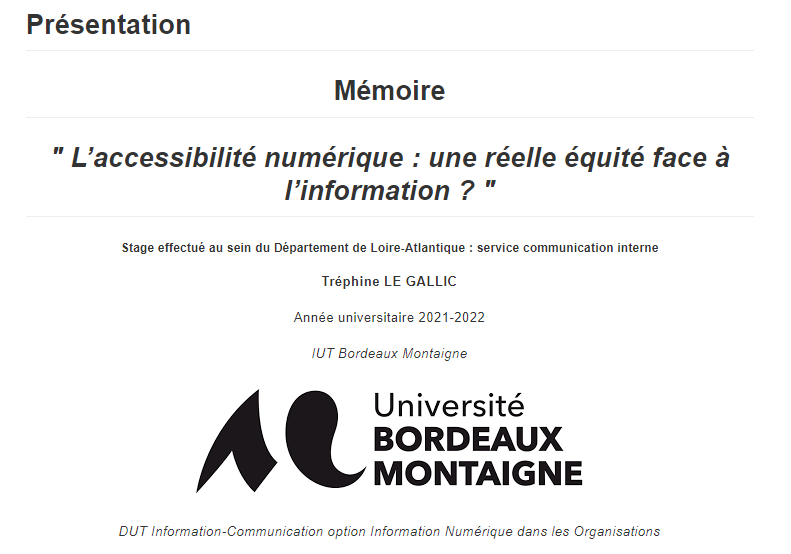 Présentation
Mémoire
" L’accessibilité numérique : une réelle équité face à
l’information ? "
Stage effectué au sein du Département de Loire-Atlantique : service communication interne
Tréphine LE GALLIC
Année universitaire 2021-2022
IUT Bordeaux Montaigne
Université
BORDEAUX
MONTAIGNE
DUT Information-Communication option Information Numérique dans les Organisations